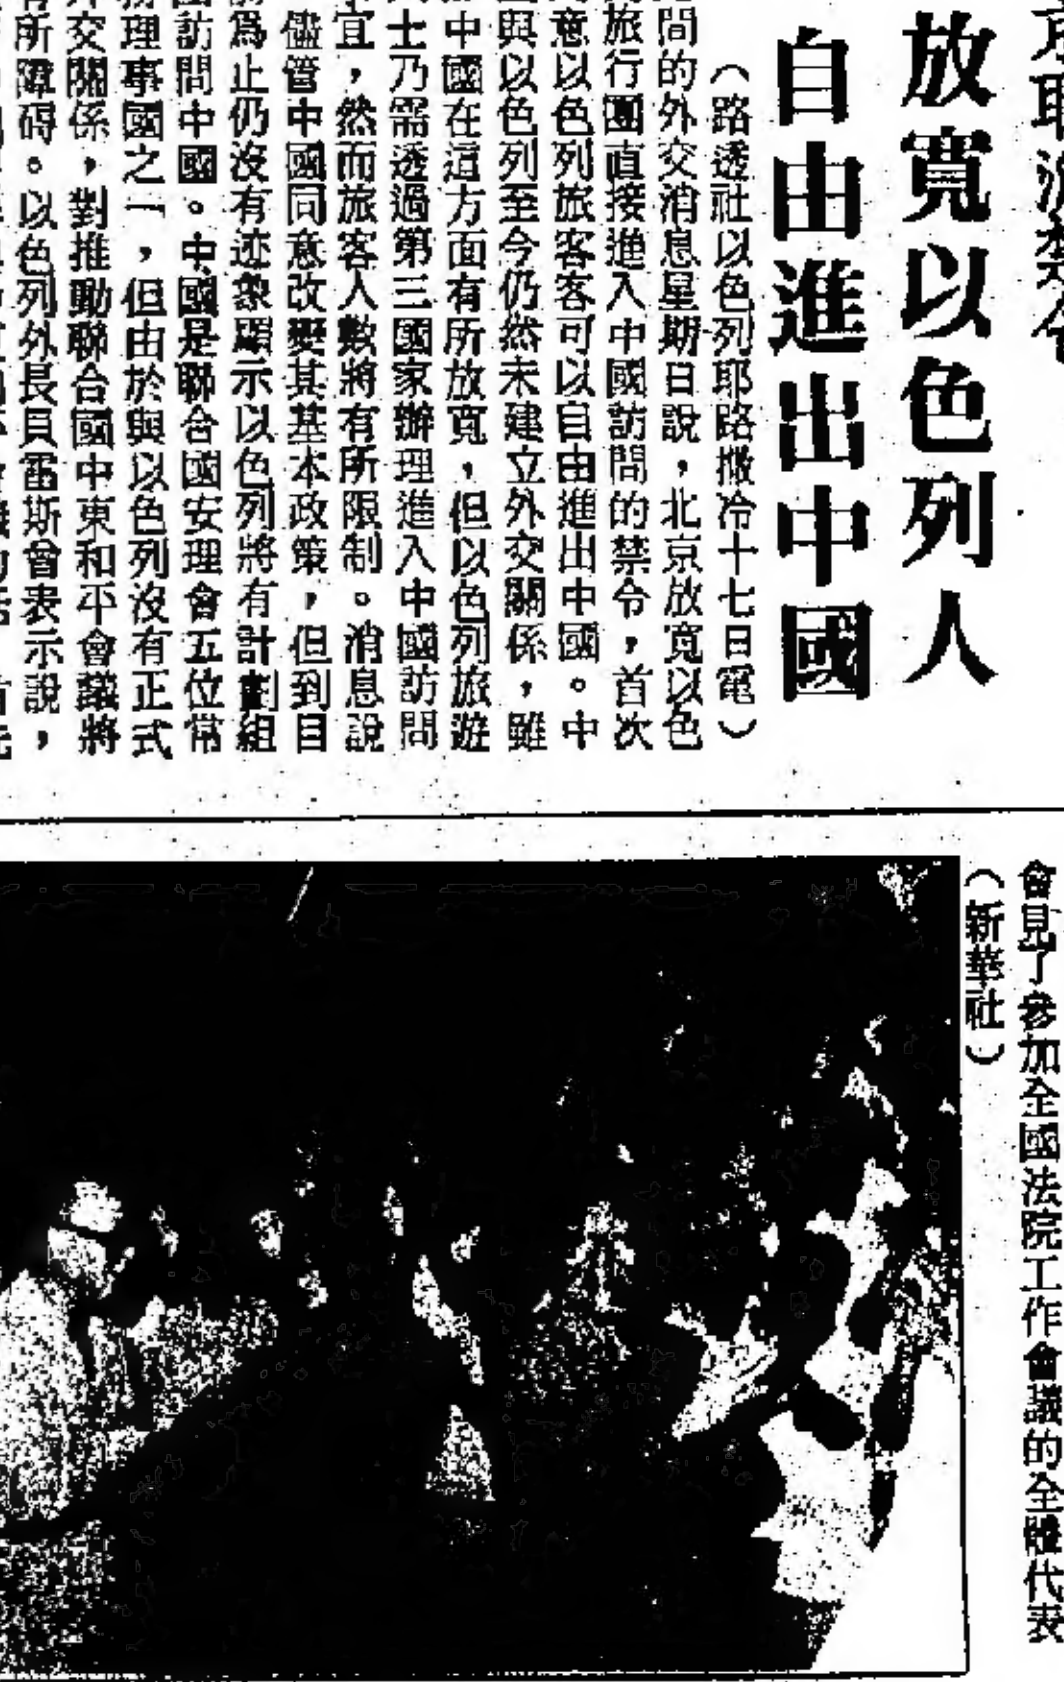 放寬以色列人
自由進出中國
（路透社以色列耶路撒冷十七日電）
間的外交消息星期日說，北京放寬以色
旅行團直接進入中國訪問的禁令，首次
意以色列旅客客可以自由進出中國。中
與以色列至今仍然未建立外交關係，雖
中國在這方面有所放寬，但以色列旅遊
士乃需透過第三國家辦理進入中國訪問
宜，然而旅客人數將有所限制。消息說
儘管中國同意改變其基本政策，但到目
為止仍沒有迹象顯示以色列將有計劃組
訪問中國。中國是聯合國安理會五位常
理事國之一，但由於與以色列沒有正式
交關係，對推動聯合國中東和平會議將
所障碍。以色列外長貝雷斯曾表示說，
會見了參加全國法院工作會議的全體代表
（新華社）